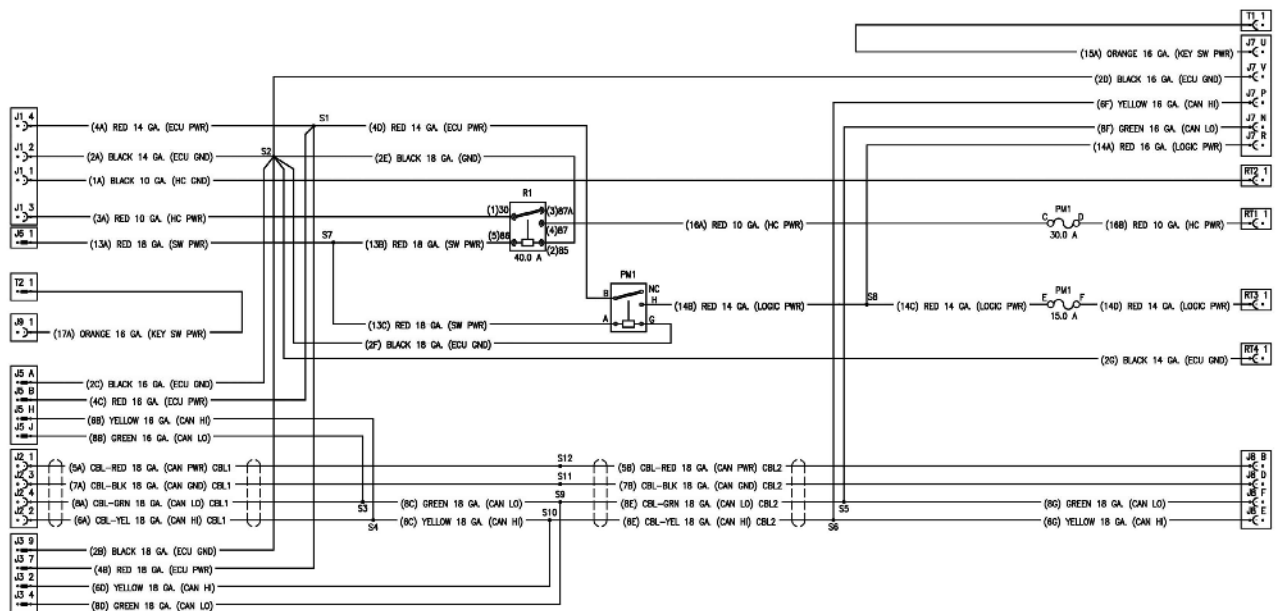 T1 1
(15A) ORANGE 16 GA. (KEY SW PWR) J7 U
(2D) BLACK 16 GA. (ECU GND) J7 V
(6F) YELLOW 16 GA. (CAN HI) J7 P
J1 4 (4A) RED 14 GA. (ECU PWR) S1 (4D) RED 14 GA. (ECU PWR) (8F) GREEN 16 GA. (CAN LO) J7 N
(14A) RED 16 GA. (LOGIC PWR) J7 R
J1 2 (2A) BLACK 14 GA. (ECU GND) S2 (2E) BLACK 18 GA. (GND)
J1 1 (1A) BLACK 10 GA. (HC GND) RT2 1
R1
J1 3 (3A) RED 10 GA. (HC PWR) (1)30 (3)87A
(4)87 (16A) RED 10 GA. (HC PWR) C PM1 D (16B) RED 10 GA. (HC PWR) RT1 1
30.0 A
J6 1 (13A) RED 18 GA. (SW PWR) S7 (13B) RED 18 GA. (SW PWR) (5)86 (2)85
40.0 A
PM1
T2 1 B NC
H (14B) RED 14 GA. (LOGIC PWR) S8 (14C) RED 14 GA. (LOGIC PWR) E PM1 F (14D) RED 14 GA. (LOGIC PWR) RT3 1
15.0 A
(13C) RED 18 GA. (SW PWR) A G
J9 1 (17A) ORANGE 16 GA. (KEY SW PWR)
(2F) BLACK 18 GA. (ECU GND)
(2G) BLACK 14 GA. (ECU GND) RT4 1
J5 A (2C) BLACK 16 GA. (ECU GND)
J5 B (4C) RED 16 GA. (ECU PWR)
J5 H (6B) YELLOW 16 GA. (CAN HI)
J5 J (8B) GREEN 16 GA. (CAN LO)
J2 1 (5A) CBL-RED 18 GA. (CAN PWR) CBL1 S12 (5B) CBL-RED 18 GA. (CAN PWR) CBL2 J8 B
J2 3 (7A) CBL-BLK 18 GA. (CAN GND) CBL1 S11 (7B) CBL-BLK 18 GA. (CAN GND) CBL2 J8 D
J2 4 (8A) CBL-GRN 18 GA. (CAN LO) CBL1 S3 (8C) GREEN 18 GA. (CAN LO) S9 (8E) CBL-GRN 18 GA. (CAN LO) CBL2 S5 (8G) GREEN 18 GA. (CAN LO) J8 F
J2 2 (6A) CBL-YEL 18 GA. (CAN HI) CBL1 S4 (6C) YELLOW 18 GA. (CAN HI) S10 (6E) CBL-YEL 18 GA. (CAN HI) CBL2 S6 (6G) YELLOW 18 GA. (CAN HI) J8 E
J3 9 (2B) BLACK 18 GA. (ECU GND)
J3 7 (4B) RED 18 GA. (ECU PWR)
J3 2 (6D) YELLOW 18 GA. (CAN HI)
J3 4 (8D) GREEN 18 GA. (CAN LO)